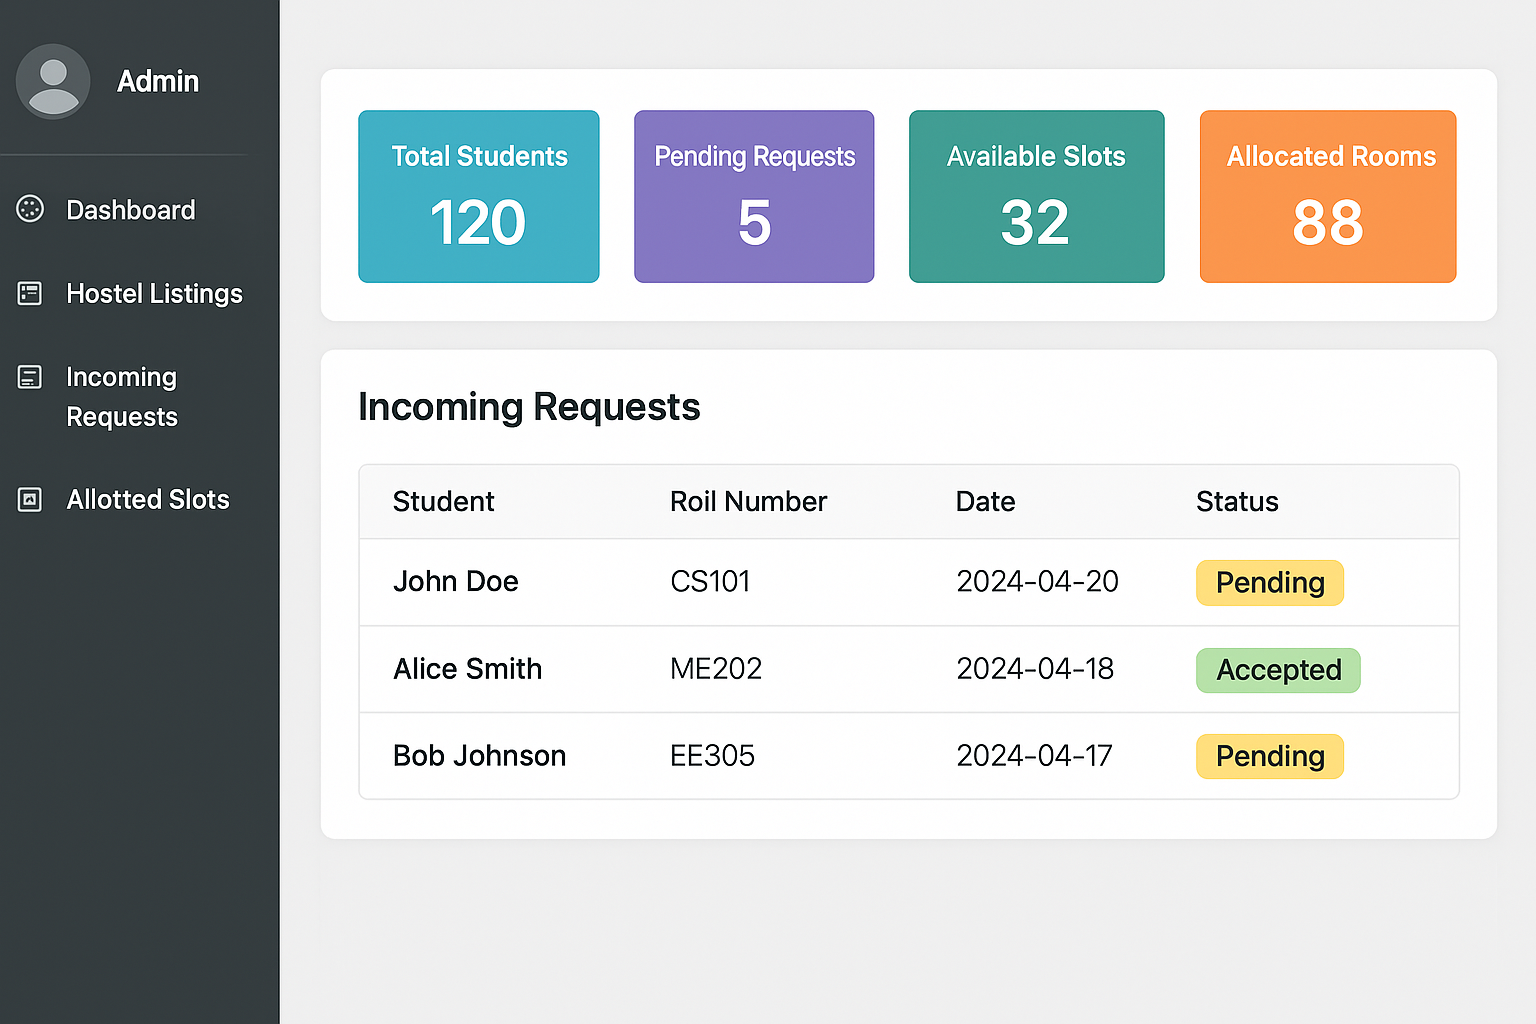 Admin
Dashboard
Hostel Listings
Incoming
Requests
Allotted Slots
Total Students
120
Pending Requests
5
Available Slots
32
Allocated Rooms
88
Incoming Requests
Student Roil Number Date Status
John Doe CS101 2024-04-20 Pending
Alice Smith ME202 2024-04-18 Accepted
Bob Johnson EE305 2024-04-17 Pending